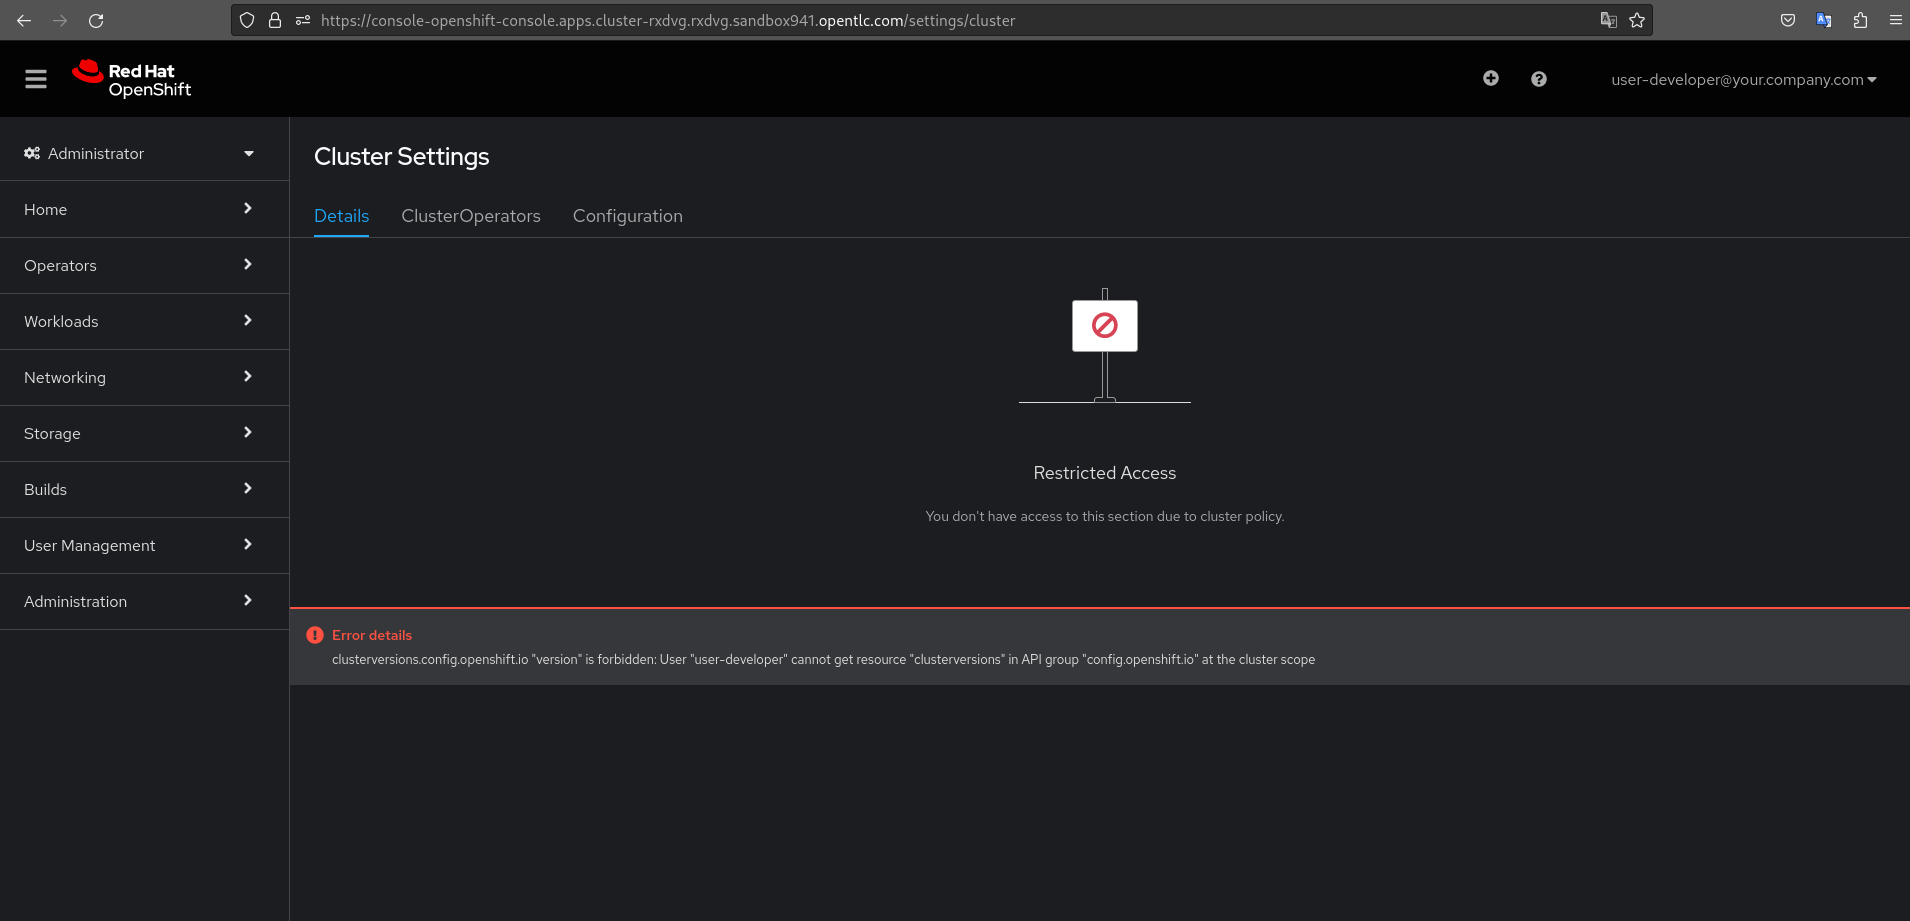 https://console-openshift-console.apps.cluster-rxdvg.rxdvg.sandbox941.opentlc.com/settings/cluster
Red Hat
OpenShift
user-developer@your.company.com
Administrator
Home
Operators
Workloads
Networking
Storage
Builds
User Management
Administration
Cluster Settings
Details ClusterOperators Configuration
Restricted Access
You don't have access to this section due to cluster policy.
Error details
clusterversions.config.openshift.io "version" is forbidden: User "user-developer" cannot get resource "clusterversions" in API group "config.openshift.io" at the cluster scope